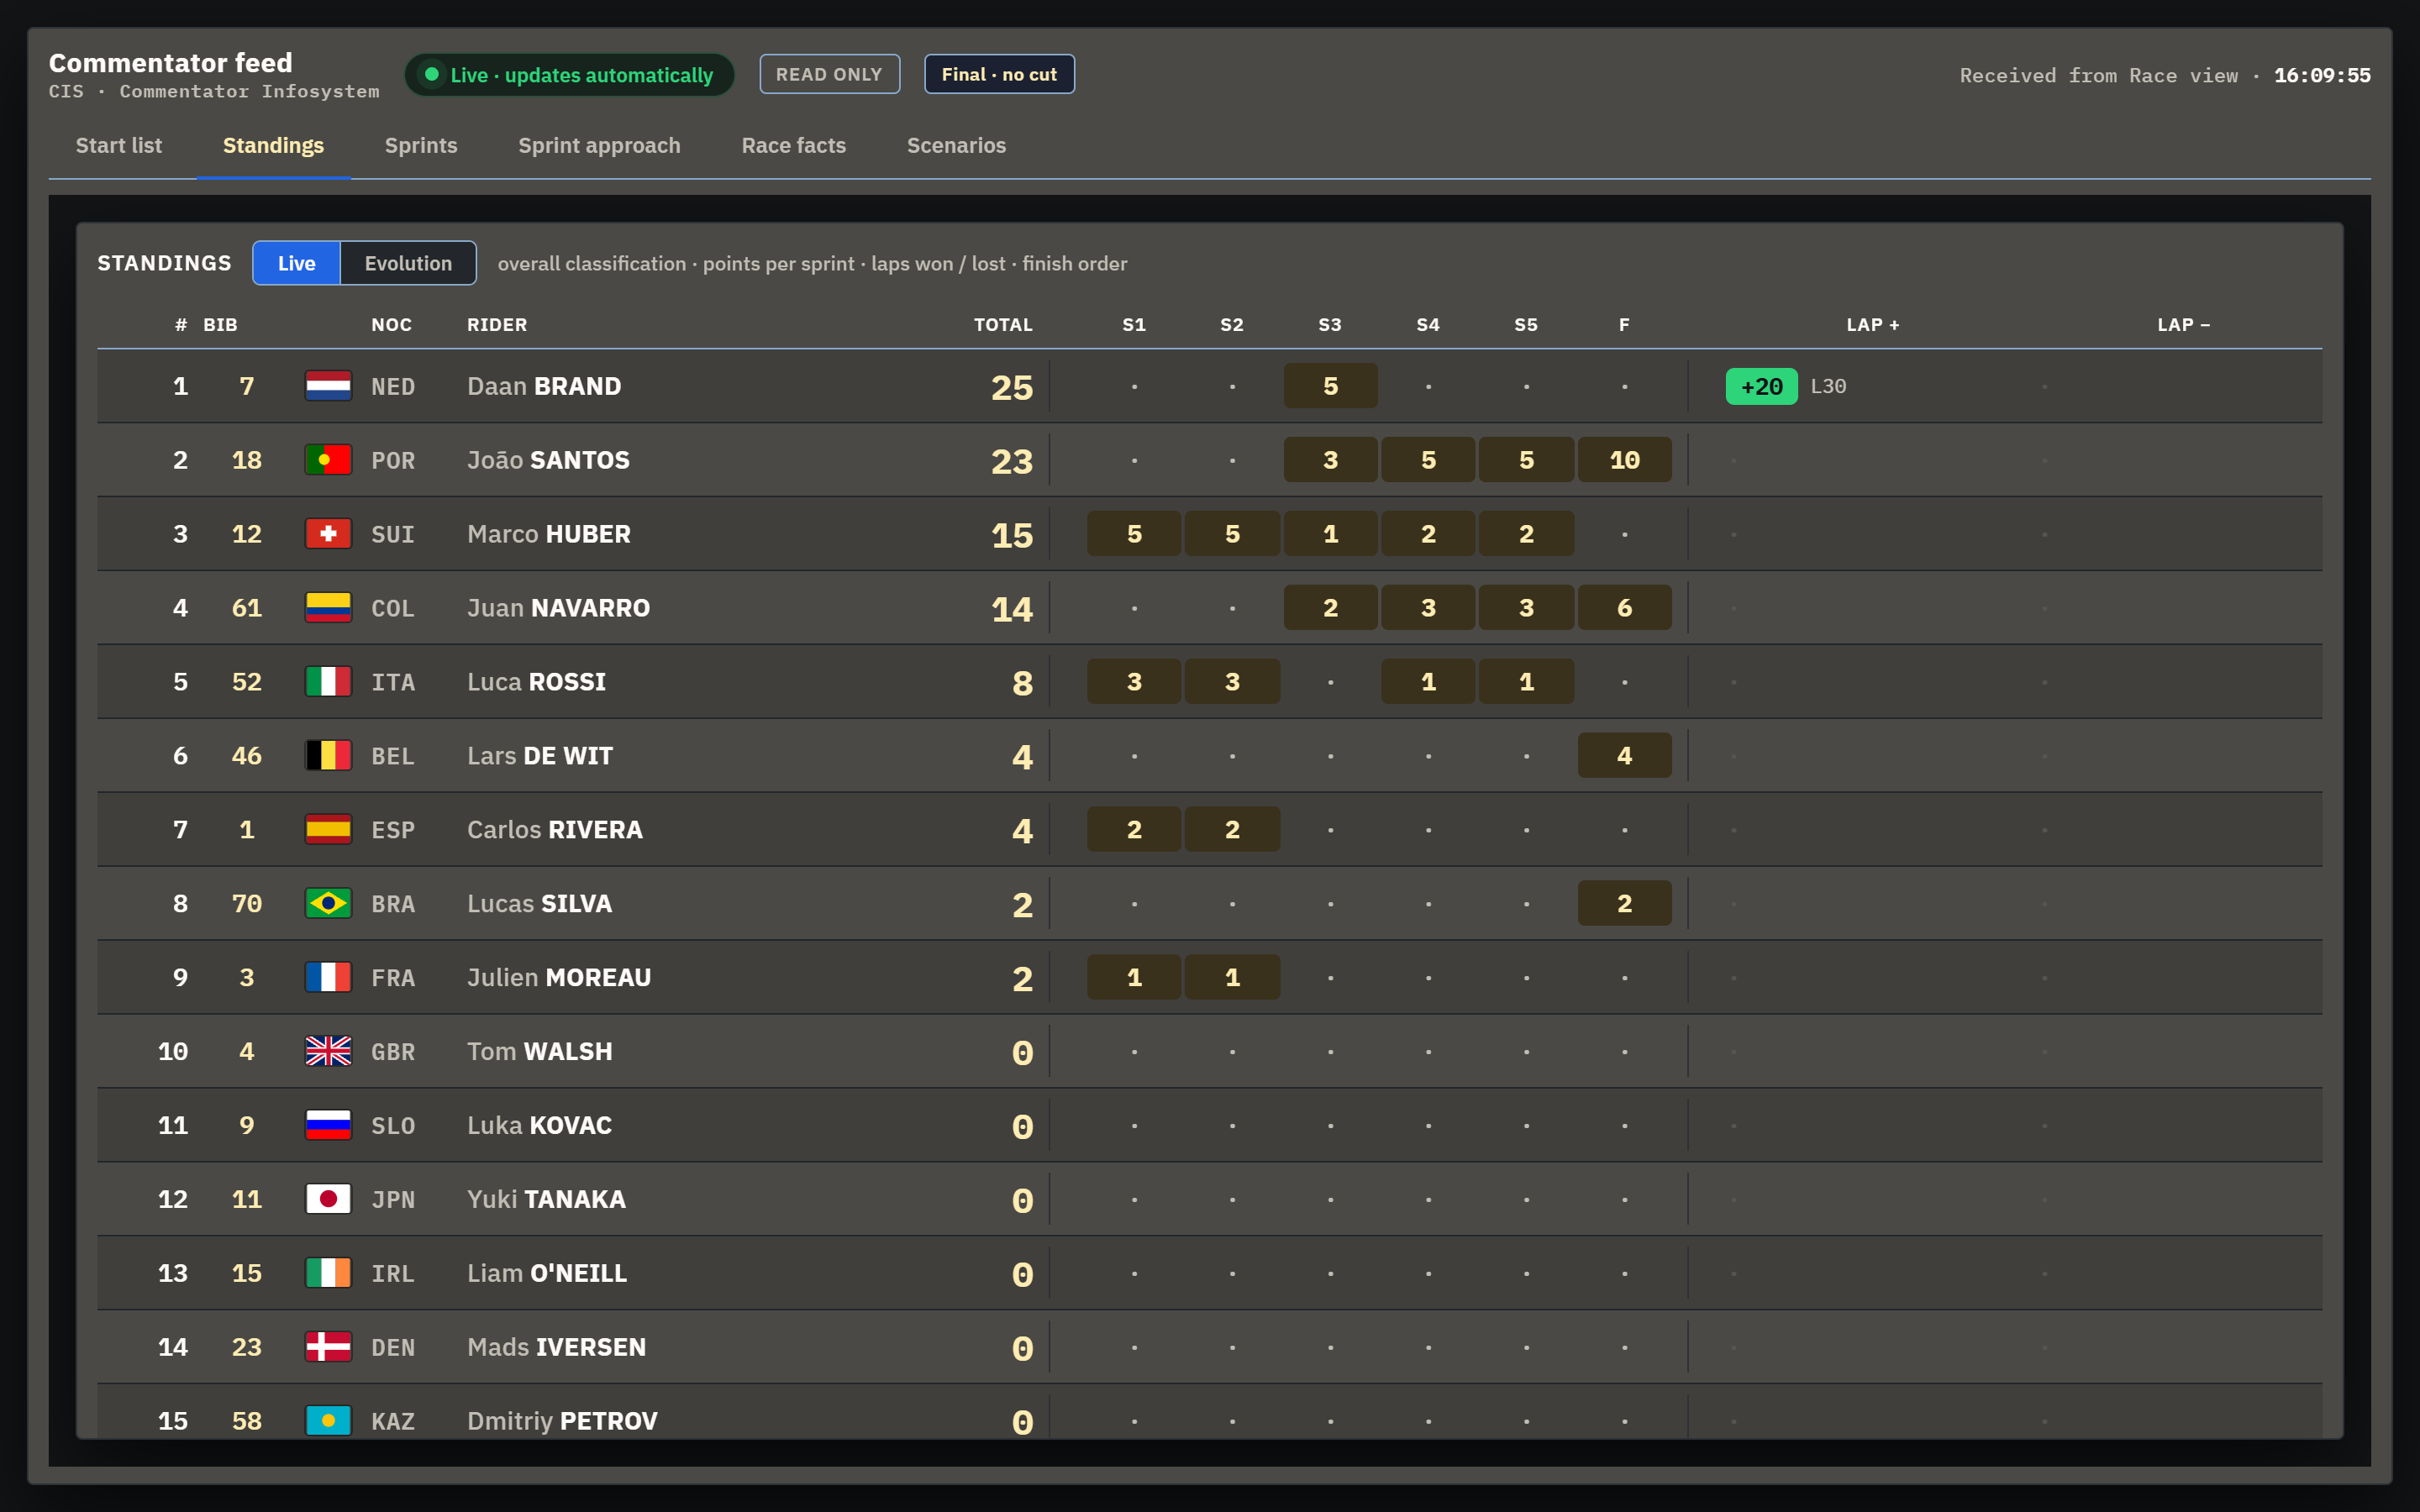 Commentator feed
CIS · Commentator Infosystem
Live · updates automatically
READ ONLY
Final · no cut
Received from Race view · 16:09:55
Start list Standings Sprints Sprint approach Race facts Scenarios
STANDINGS Live Evolution overall classification · points per sprint · laps won / lost · finish order
# BIB NOC RIDER TOTAL S1 S2 S3 S4 S5 F LAP + LAP −
1 7 NED Daan BRAND 25 · · 5 · · · +20 L30 ·
2 18 POR João SANTOS 23 · · 3 5 5 10 · ·
3 12 SUI Marco HUBER 15 5 5 1 2 2 · · ·
4 61 COL Juan NAVARRO 14 · · 2 3 3 6 · ·
5 52 ITA Luca ROSSI 8 3 3 · 1 1 · · ·
6 46 BEL Lars DE WIT 4 · · · · · 4 · ·
7 1 ESP Carlos RIVERA 4 2 2 · · · · · ·
8 70 BRA Lucas SILVA 2 · · · · · 2 · ·
9 3 FRA Julien MOREAU 2 1 1 · · · · · ·
10 4 GBR Tom WALSH 0 · · · · · · · ·
11 9 SLO Luka KOVAC 0 · · · · · · · ·
12 11 JPN Yuki TANAKA 0 · · · · · · · ·
13 15 IRL Liam O'NEILL 0 · · · · · · · ·
14 23 DEN Mads IVERSEN 0 · · · · · · · ·
15 58 KAZ Dmitriy PETROV 0 · · · · · · · ·